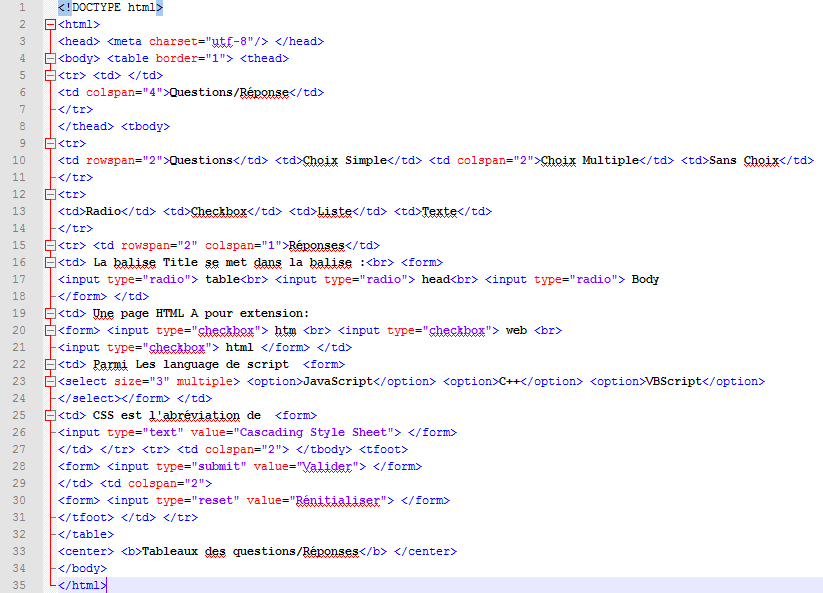 1 <!DOCTYPE html>
2 <html>
3 <head> <meta charset="utf-8"/> </head>
4 <body> <table border="1"> <thead>
5 <tr> <td> </td>
6 <td colspan="4">Questions/Réponse</td>
7 </tr>
8 </thead> <tbody>
9 <tr>
10 <td rowspan="2">Questions</td> <td>Choix Simple</td> <td colspan="2">Choix Multiple</td> <td>Sans Choix</td>
11 </tr>
12 <tr>
13 <td>Radio</td> <td>Checkbox</td> <td>Liste</td> <td>Texte</td>
14 </tr>
15 <tr> <td rowspan="2" colspan="1">Réponses</td>
16 <td> La balise Title se met dans la balise :<br> <form>
17 <input type="radio"> table<br> <input type="radio"> head<br> <input type="radio"> Body
18 </form> </td>
19 <td> Une page HTML A pour extension:
20 <form> <input type="checkbox"> htm <br> <input type="checkbox"> web <br>
21 <input type="checkbox"> html </form> </td>
22 <td> Parmi Les language de script  <form>
23 <select size="3" multiple> <option>JavaScript</option> <option>C++</option> <option>VBScript</option>
24 </select></form> </td>
25 <td> CSS est l'abréviation de  <form>
26 <input type="text" value="Cascading Style Sheet"> </form>
27 </td> </tr> <tr> <td colspan="2"> </tbody> <tfoot>
28 <form> <input type="submit" value="Valider"> </form>
29 </td> <td colspan="2">
30 <form> <input type="reset" value="Rénitialiser"> </form>
31 </tfoot> </td> </tr>
32 </table>
33 <center> <b>Tableaux des questions/Réponses</b> </center>
34 </body>
35 </html>